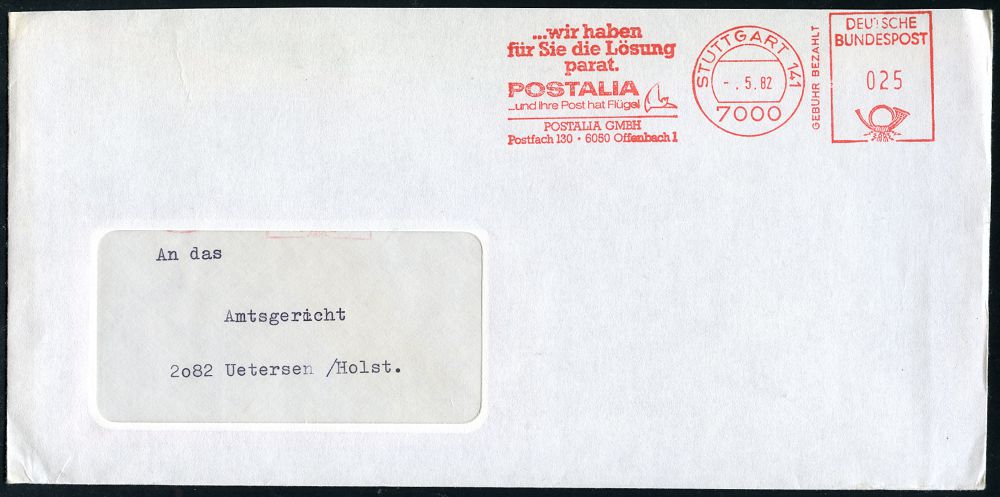 ...wir haben
für Sie die Lösung
parat.
POSTALIA
...und Ihre Post hat Flügel
POSTALIA GMBH
Postfach 130 · 6050 Offenbach 1
STUTTGART 141
-. 5. 82
7000
GEBÜHR BEZAHLT
DEUTSCHE
BUNDESPOST
025
An das
Amtsgericht
2o82 Uetersen /Holst.